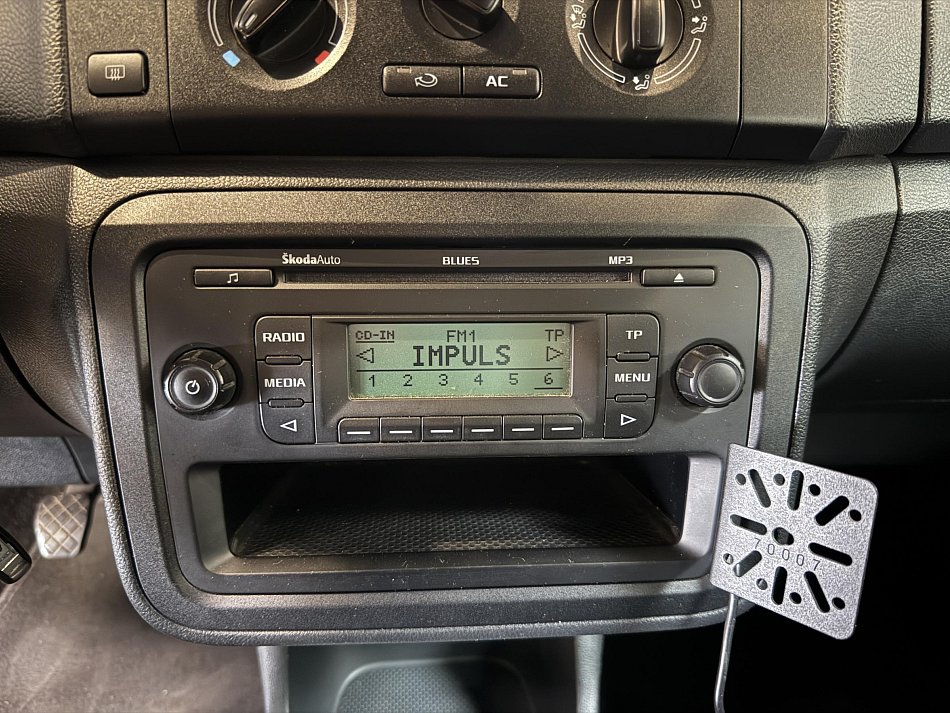 AC
ŠkodaAuto BLUES MP3
RADIO
MEDIA
CD-IN FM1 TP
IMPULS
1 2 3 4 5 6
TP
MENU
70007